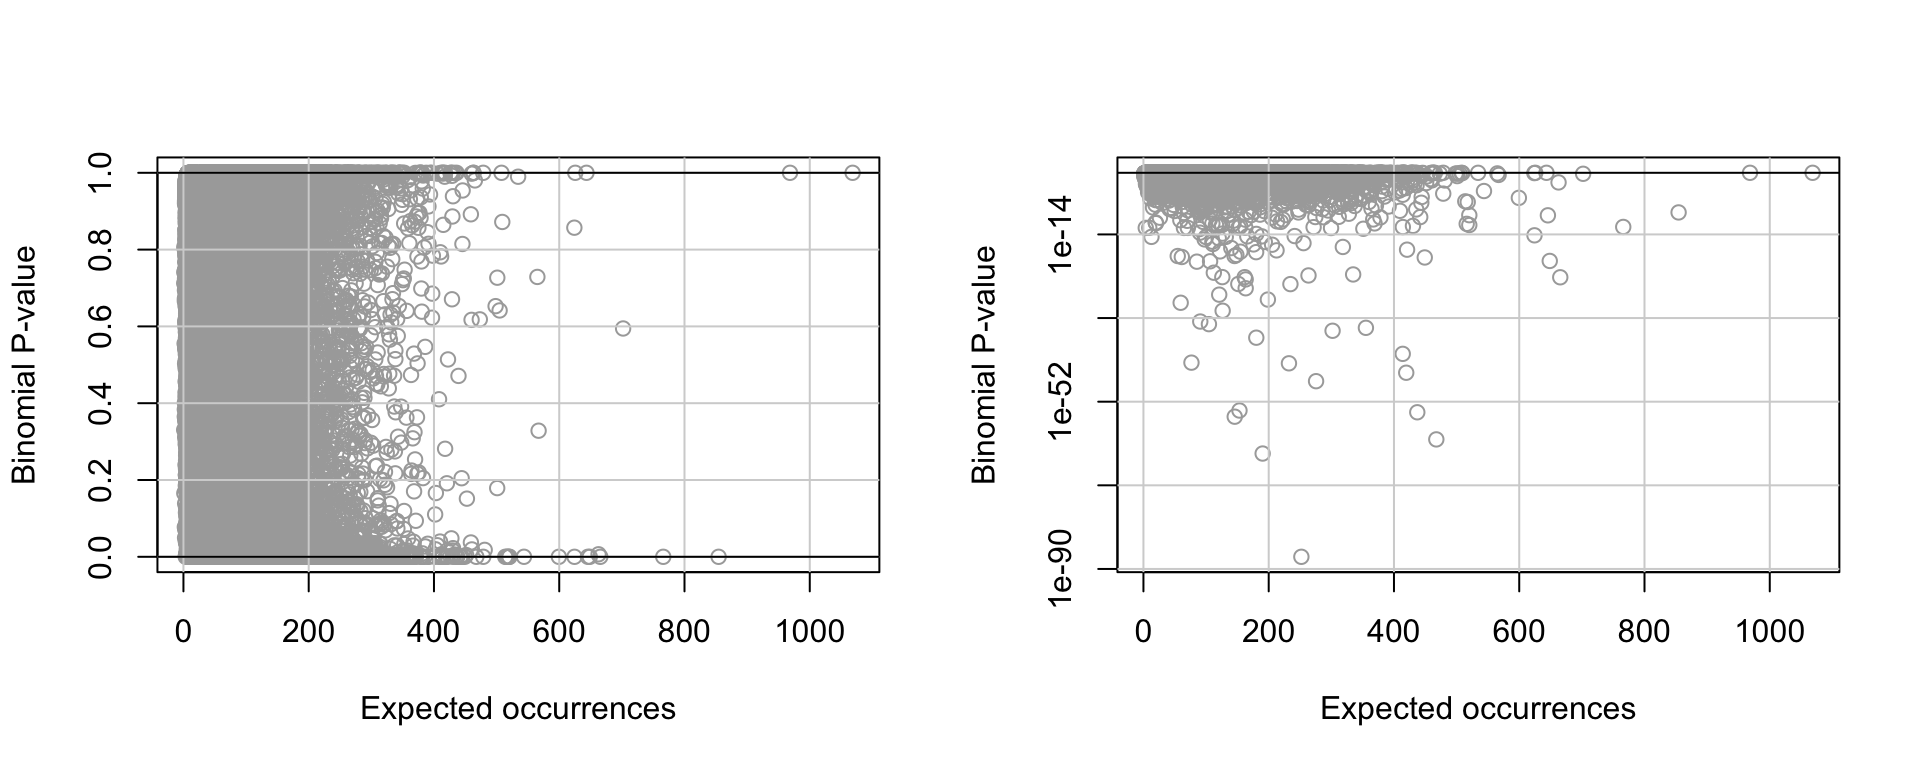 Binomial P-value
1.0
0.8
0.6
0.4
0.2
0.0
0 200 400 600 800 1000
Expected occurrences
Binomial P-value
1e-14
1e-52
1e-90
0 200 400 600 800 1000
Expected occurrences